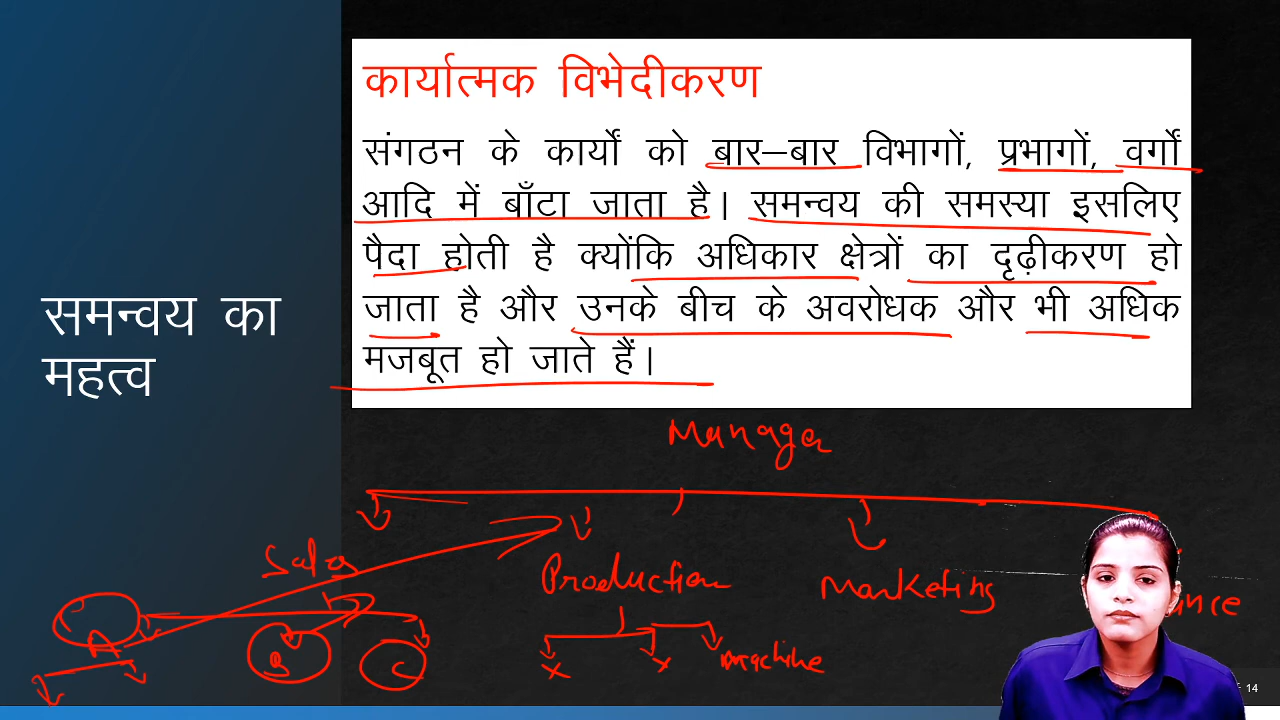 समन्वय का
महत्व
कार्यात्मक विभेदीकरण
संगठन के कार्यों को बार–बार विभागों, प्रभागों, वर्गों
आदि में बाँटा जाता है। समन्वय की समस्या इसलिए
पैदा होती है क्योंकि अधिकार क्षेत्रों का दृढ़ीकरण हो
जाता है और उनके बीच के अवरोधक और भी अधिक
मजबूत हो जाते हैं।
Manager
Sales
Production
Marketing
A
B
C
x
x
machine
14